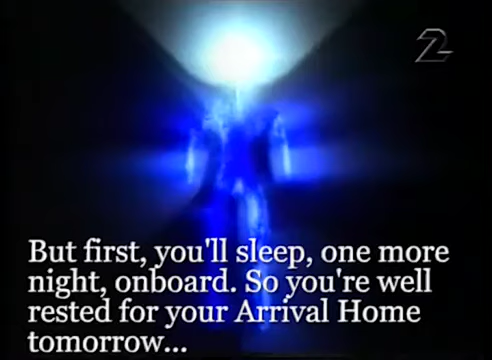 2
But first, you'll sleep, one more
night, onboard. So you're well
rested for your Arrival Home
tomorrow...